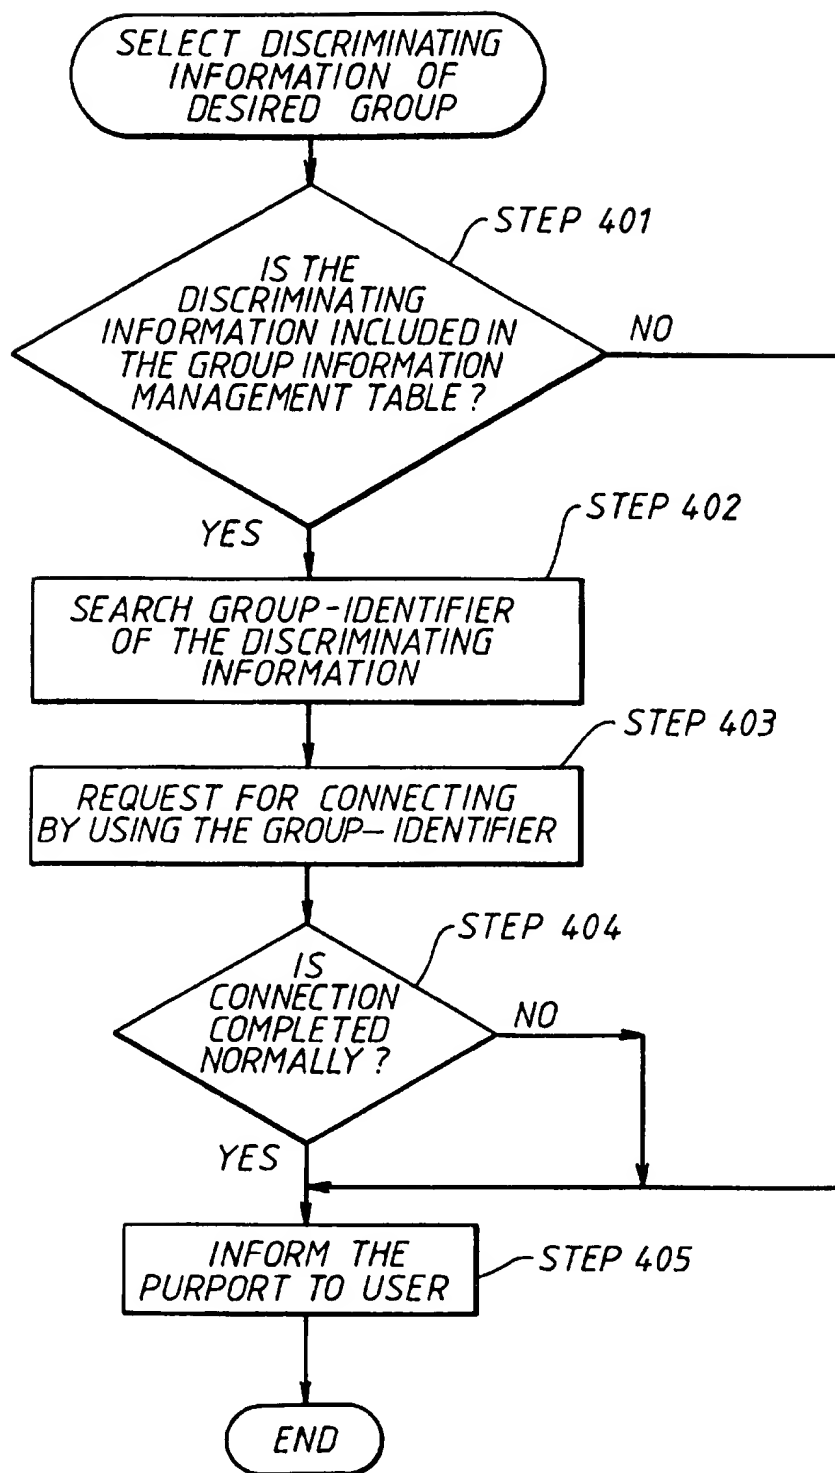 SELECT DISCRIMINATING
INFORMATION OF
DESIRED GROUP
STEP 401
IS THE
DISCRIMINATING
INFORMATION INCLUDED IN
THE GROUP INFORMATION
MANAGEMENT TABLE?
NO
YES
STEP 402
SEARCH GROUP-IDENTIFIER
OF THE DISCRIMINATING
INFORMATION
STEP 403
REQUEST FOR CONNECTING
BY USING THE GROUP-IDENTIFIER
STEP 404
IS
CONNECTION
COMPLETED
NORMALLY?
NO
YES
INFORM THE
PURPORT TO USER
STEP 405
END